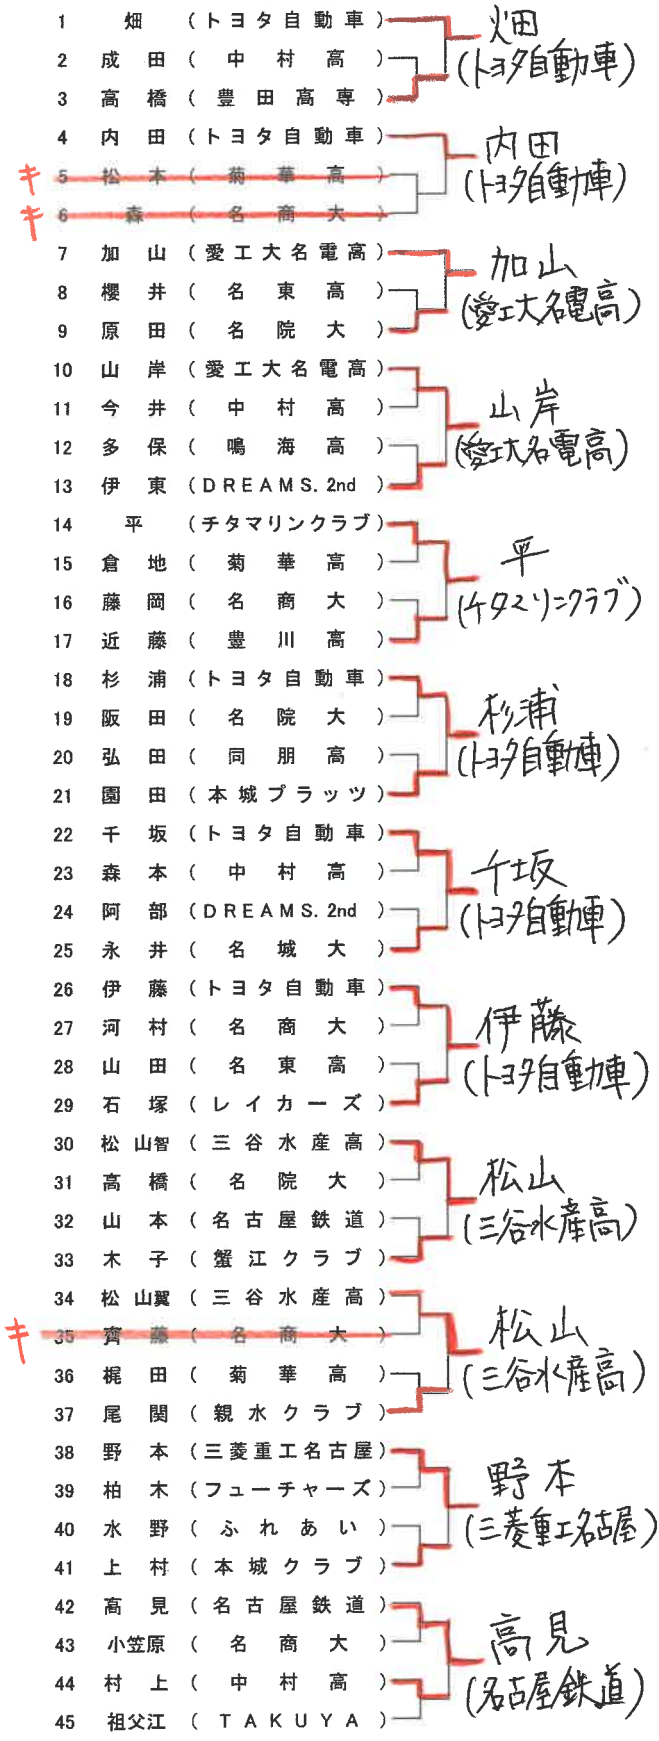 1 畑 (トヨタ自動車)
畑
2 成田 (中村高)
(トヨタ自動車)
3 高橋 (豊田高専)
4 内田 (トヨタ自動車)
内田
キ 5 松本 (菊華高)
(トヨタ自動車)
キ 6 森 (名商大)
7 加山 (愛工大名電高)
加山
8 櫻井 (名東高)
(愛工大名電高)
9 原田 (名院大)
10 山岸 (愛工大名電高)
11 今井 (中村高)
山岸
12 多保 (鳴海高)
(愛工大名電高)
13 伊東 (DREAMS.2nd)
14 平 (チタマリンクラブ)
15 倉地 (菊華高)
平
16 藤岡 (名商大)
(チタマリンクラブ)
17 近藤 (豊川高)
18 杉浦 (トヨタ自動車)
19 阪田 (名院大)
杉浦
20 弘田 (同朋高)
(トヨタ自動車)
21 園田 (本城プラッツ)
22 千坂 (トヨタ自動車)
23 森本 (中村高)
千坂
24 阿部 (DREAMS.2nd)
(トヨタ自動車)
25 永井 (名城大)
26 伊藤 (トヨタ自動車)
27 河村 (名商大)
伊藤
28 山田 (名東高)
(トヨタ自動車)
29 石塚 (レイカーズ)
30 松山智 (三谷水産高)
31 高橋 (名院大)
松山
32 山本 (名古屋鉄道)
(三谷水産高)
33 木子 (蟹江クラブ)
34 松山翼 (三谷水産高)
キ 35 齊藤 (名商大)
松山
36 梶田 (菊華高)
(三谷水産高)
37 尾関 (親水クラブ)
38 野本 (三菱重工名古屋)
39 柏木 (フューチャーズ)
野本
40 水野 (ふれあい)
(三菱重工名古屋)
41 上村 (本城クラブ)
42 高見 (名古屋鉄道)
43 小笠原 (名商大)
高見
44 村上 (中村高)
(名古屋鉄道)
45 祖父江 (TAKUYA)